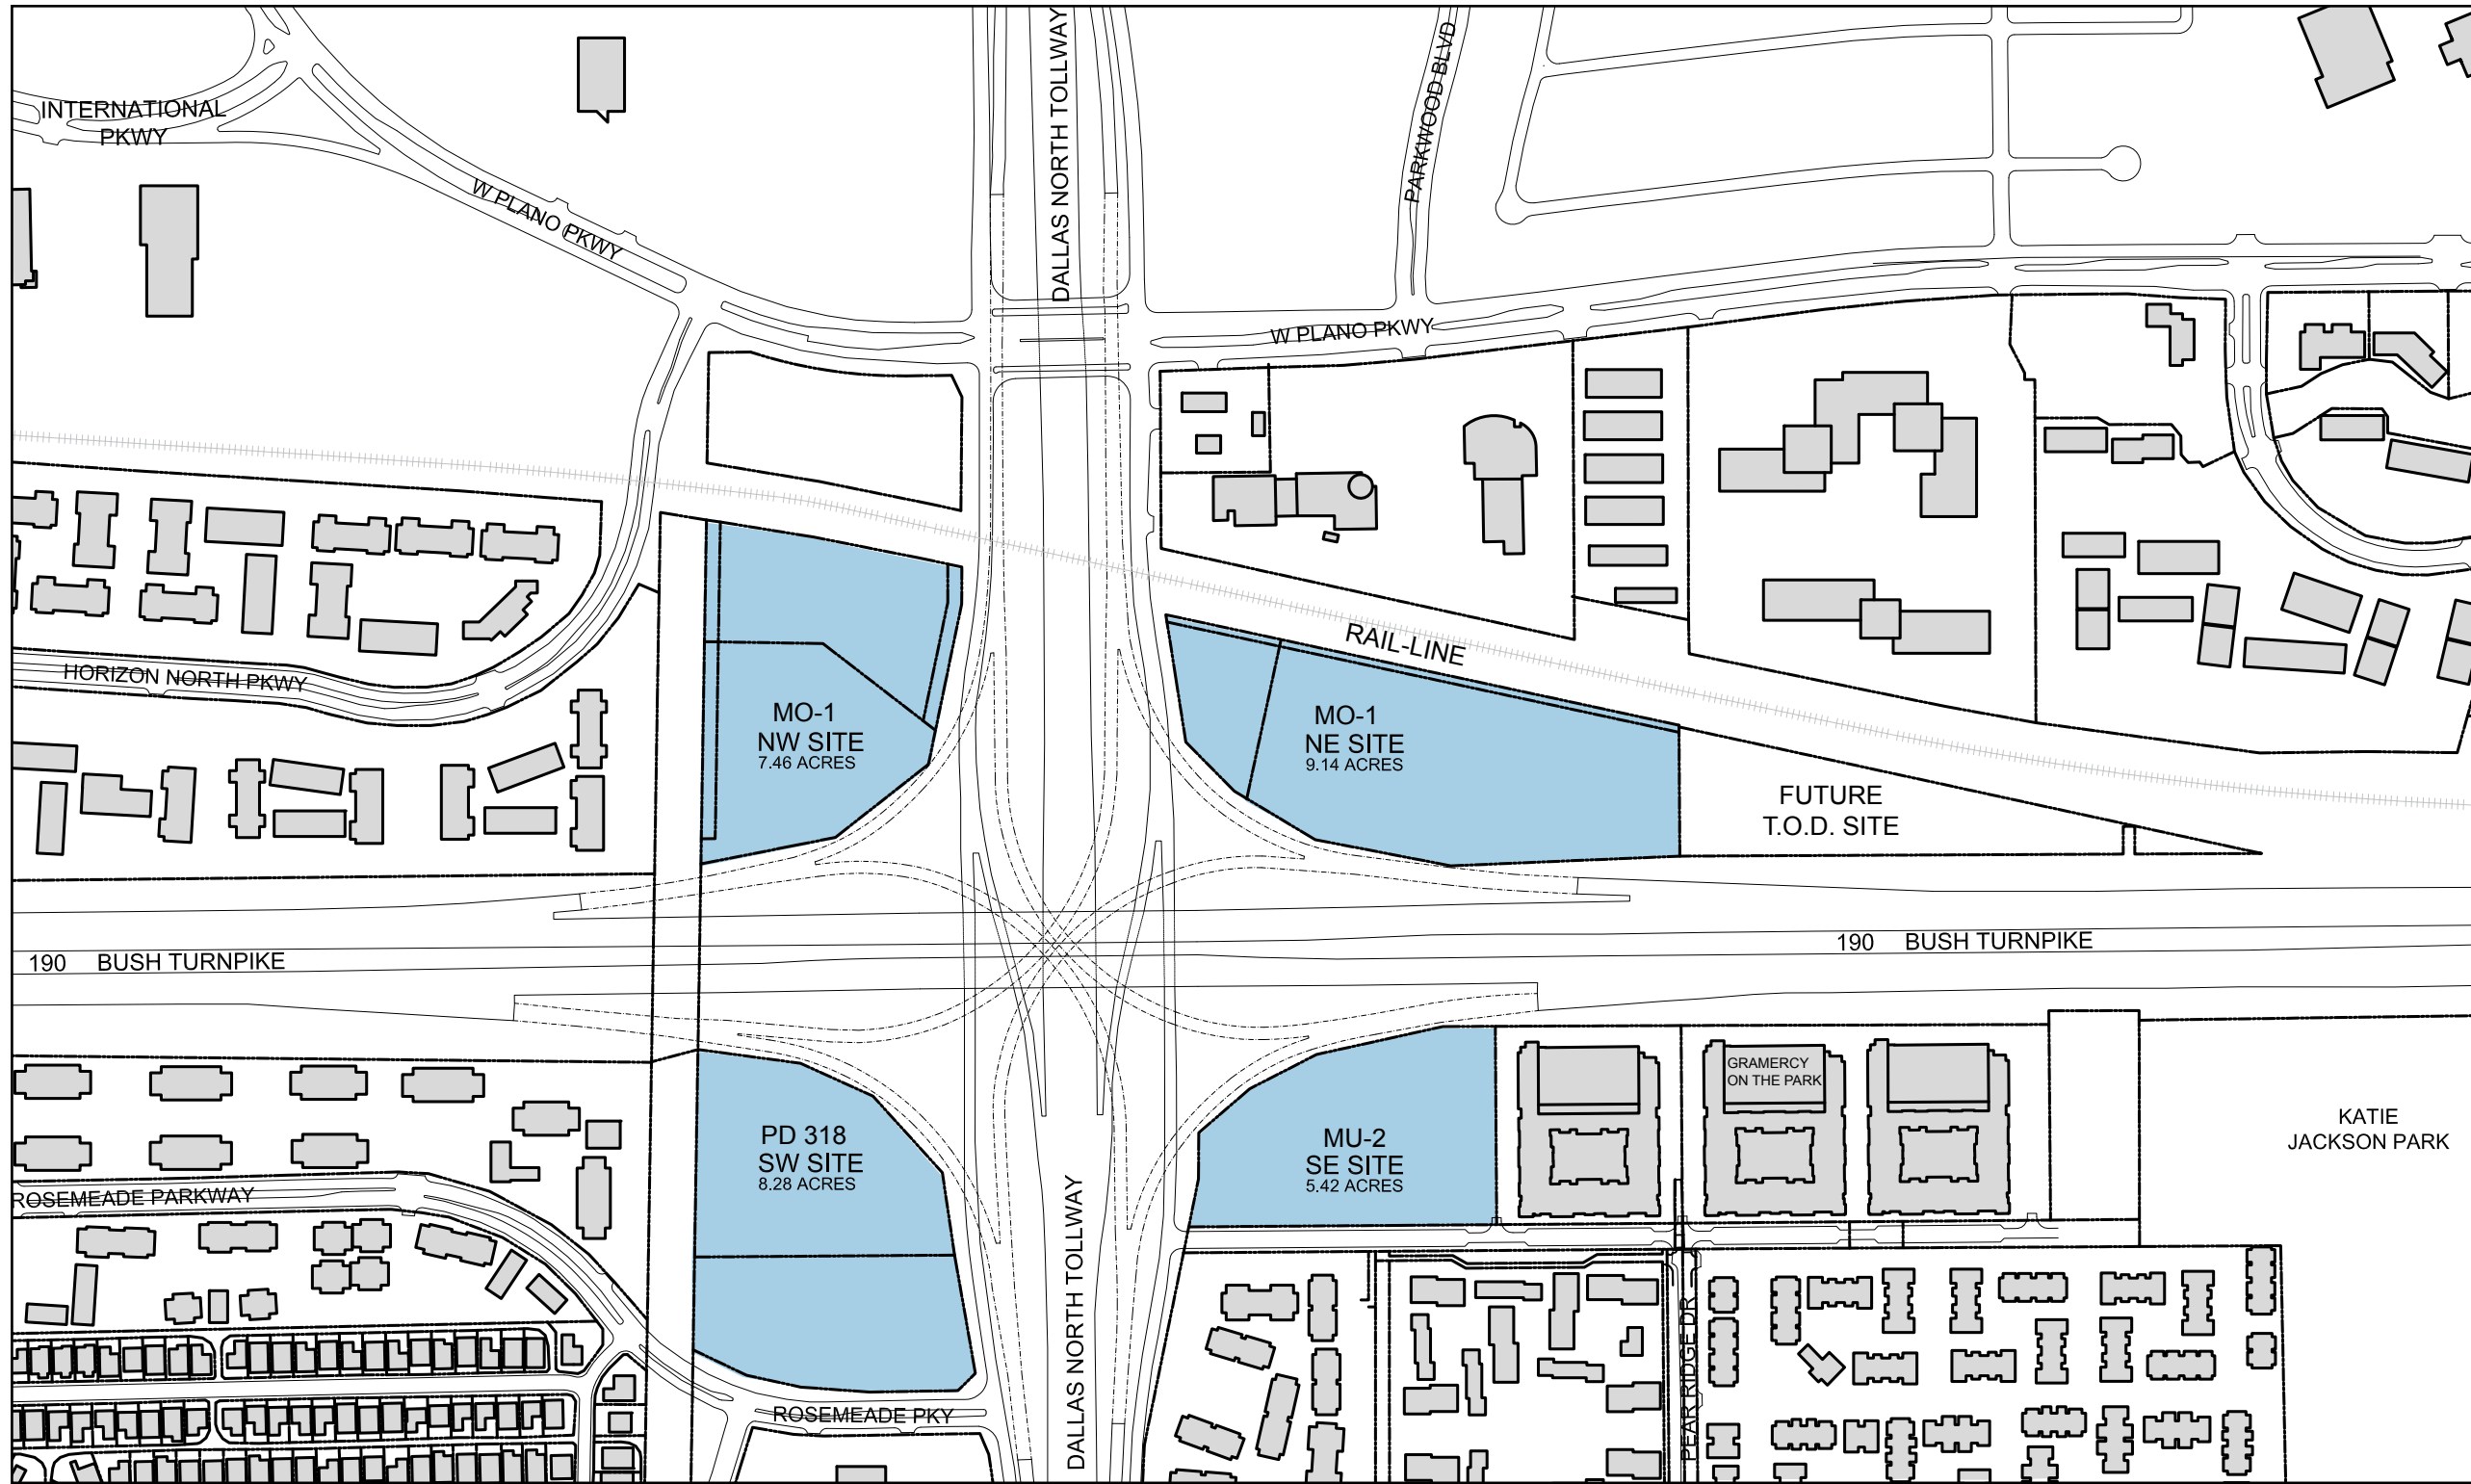 INTERNATIONAL
PKWY
W PLANO PKWY
DALLAS NORTH TOLLWAY
PARKWOOD BLVD
W PLANO PKWY
HORIZON NORTH PKWY
RAIL-LINE
MO-1
NW SITE
7.46 ACRES
MO-1
NE SITE
9.14 ACRES
FUTURE
T.O.D. SITE
190 BUSH TURNPIKE
190 BUSH TURNPIKE
GRAMERCY
ON THE PARK
KATIE
JACKSON PARK
PD 318
SW SITE
8.28 ACRES
MU-2
SE SITE
5.42 ACRES
ROSEMEADE PARKWAY
DALLAS NORTH TOLLWAY
PEAR RIDGE DR
ROSEMEADE PKY